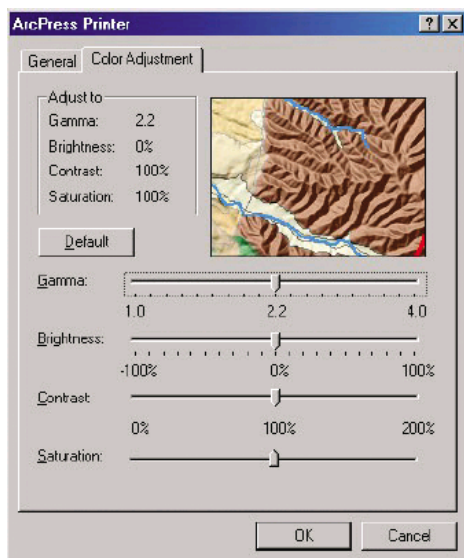 ArcPress Printer
General Color Adjustment
Adjust to
Gamma: 2.2
Brightness: 0%
Contrast: 100%
Saturation: 100%
Default
Gamma:
1.0 2.2 4.0
Brightness:
-100% 0% 100%
Contrast
0% 100% 200%
Saturation:
OK Cancel